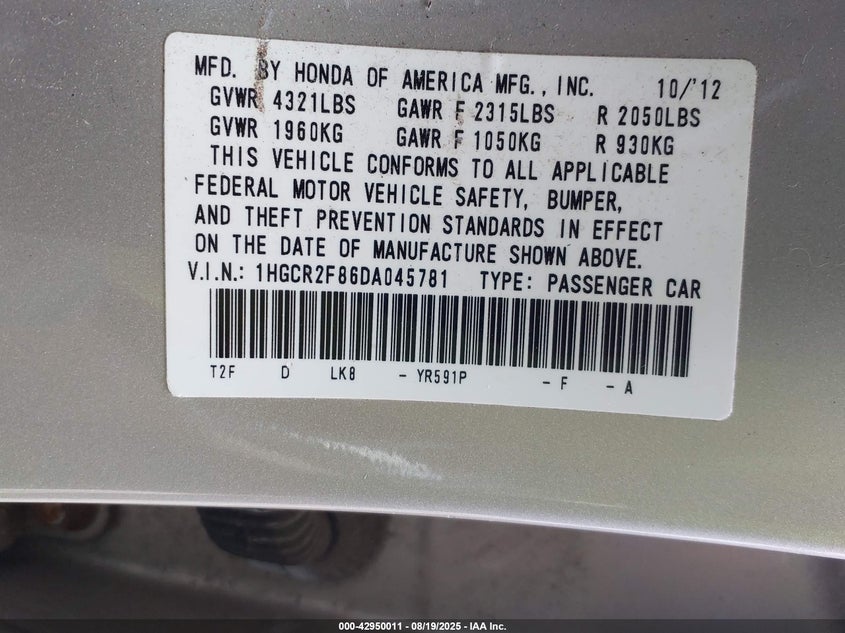 MFD. BY HONDA OF AMERICA MFG., INC. 10/'12
GVWR 4321LBS GAWR F 2315LBS R 2050LBS
GVWR 1960KG GAWR F 1050KG R 930KG
THIS VEHICLE CONFORMS TO ALL APPLICABLE
FEDERAL MOTOR VEHICLE SAFETY, BUMPER,
AND THEFT PREVENTION STANDARDS IN EFFECT
ON THE DATE OF MANUFACTURE SHOWN ABOVE.
V.I.N.: 1HGCR2F86DA045781 TYPE: PASSENGER CAR
T2F D LK8 - YR591P - F - A
000-42950011 - 08/19/2025 - IAA Inc.